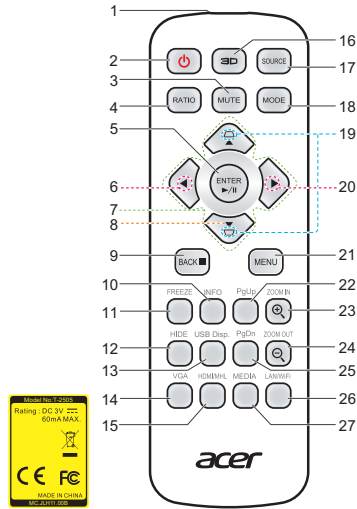 1
2
16
3D
SOURCE
17
3
4
RATIO
MUTE
MODE
18
5
19
ENTER
6
20
7
8
9
BACK
MENU
21
10
22
FREEZE
INFO
PgUp
ZOOM IN
11
23
HIDE
USB Disp.
PgDn
ZOOM OUT
12
24
13
25
VGA
HDMI/MHL
MEDIA
LAN/WiFi
14
26
15
27
acer
Model No:T-2505
Rating : DC 3V
60mA MAX.
CE FC
MADE IN CHINA
MC.JLH11.00B